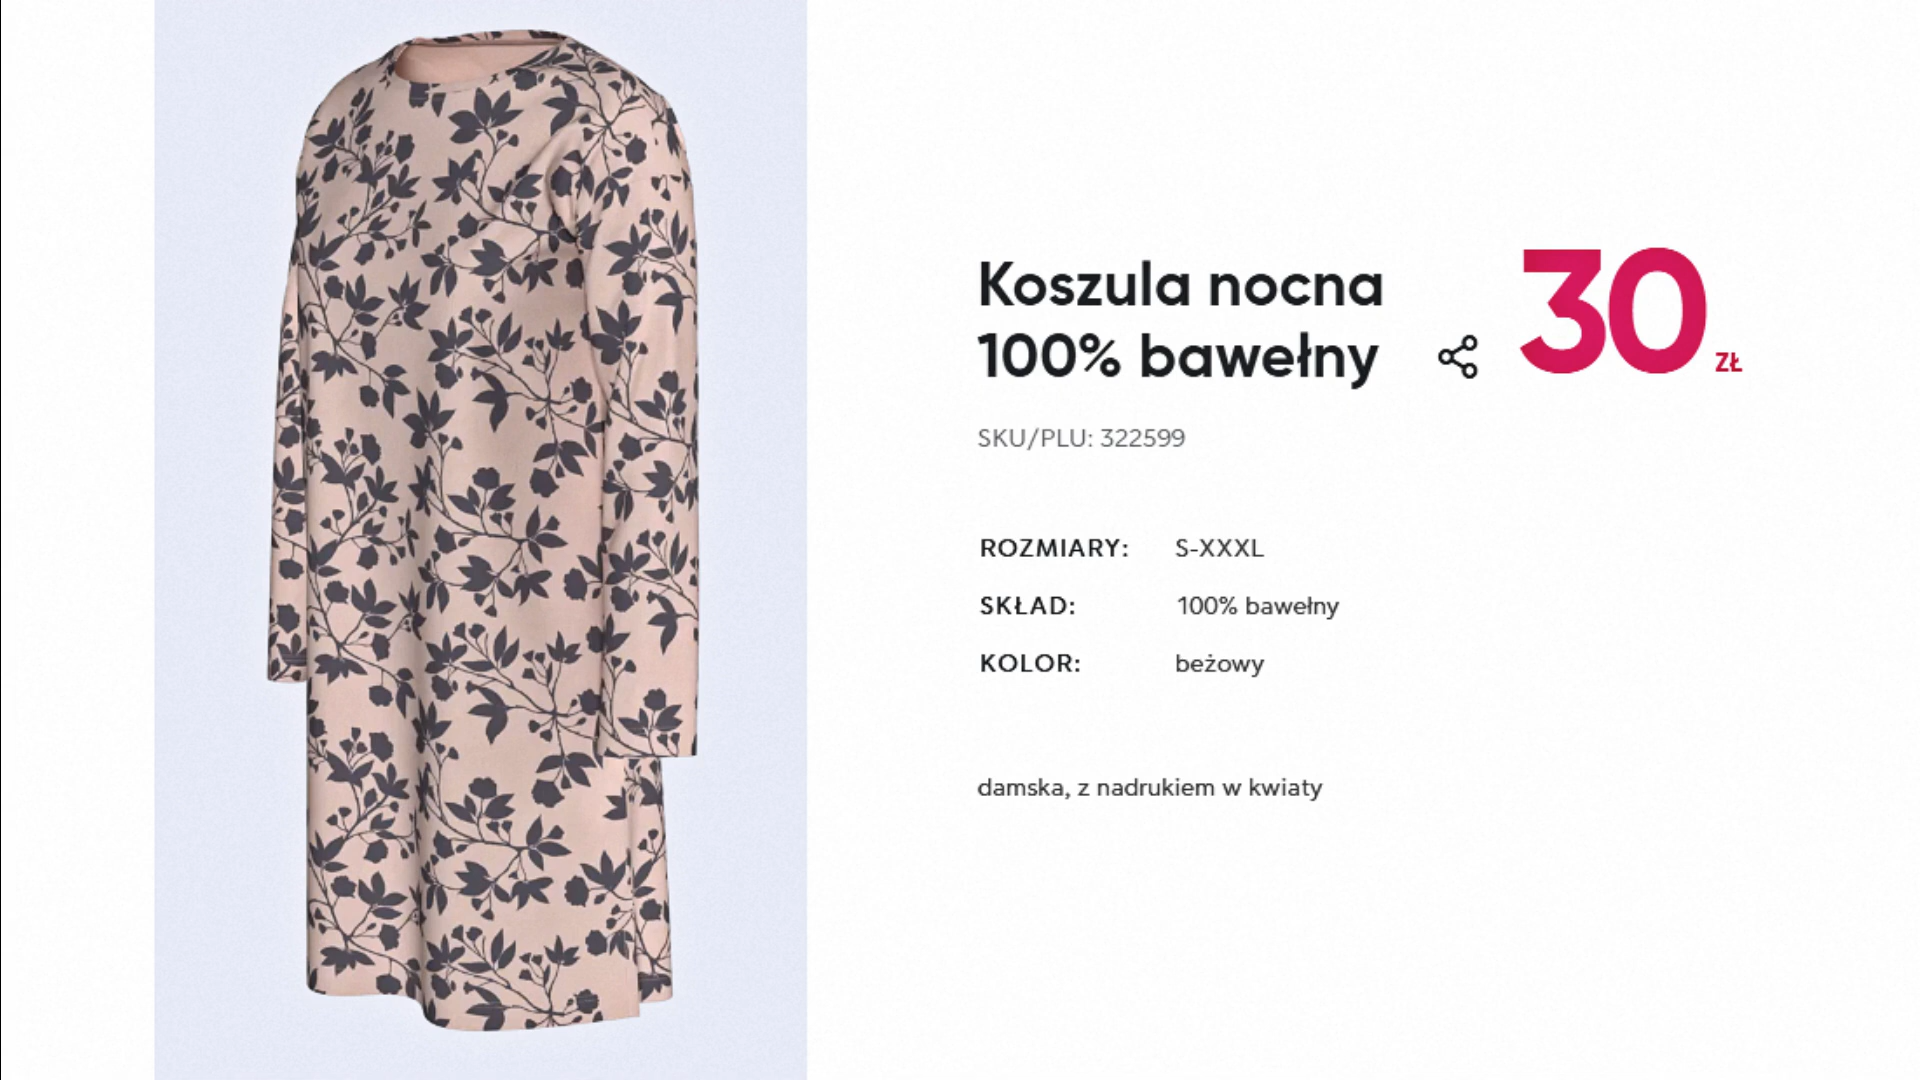 Koszula nocna
100% bawełny
30 ZŁ
SKU/PLU: 322599
ROZMIARY: S-XXXL
SKŁAD: 100% bawełny
KOLOR: beżowy
damska, z nadrukiem w kwiaty